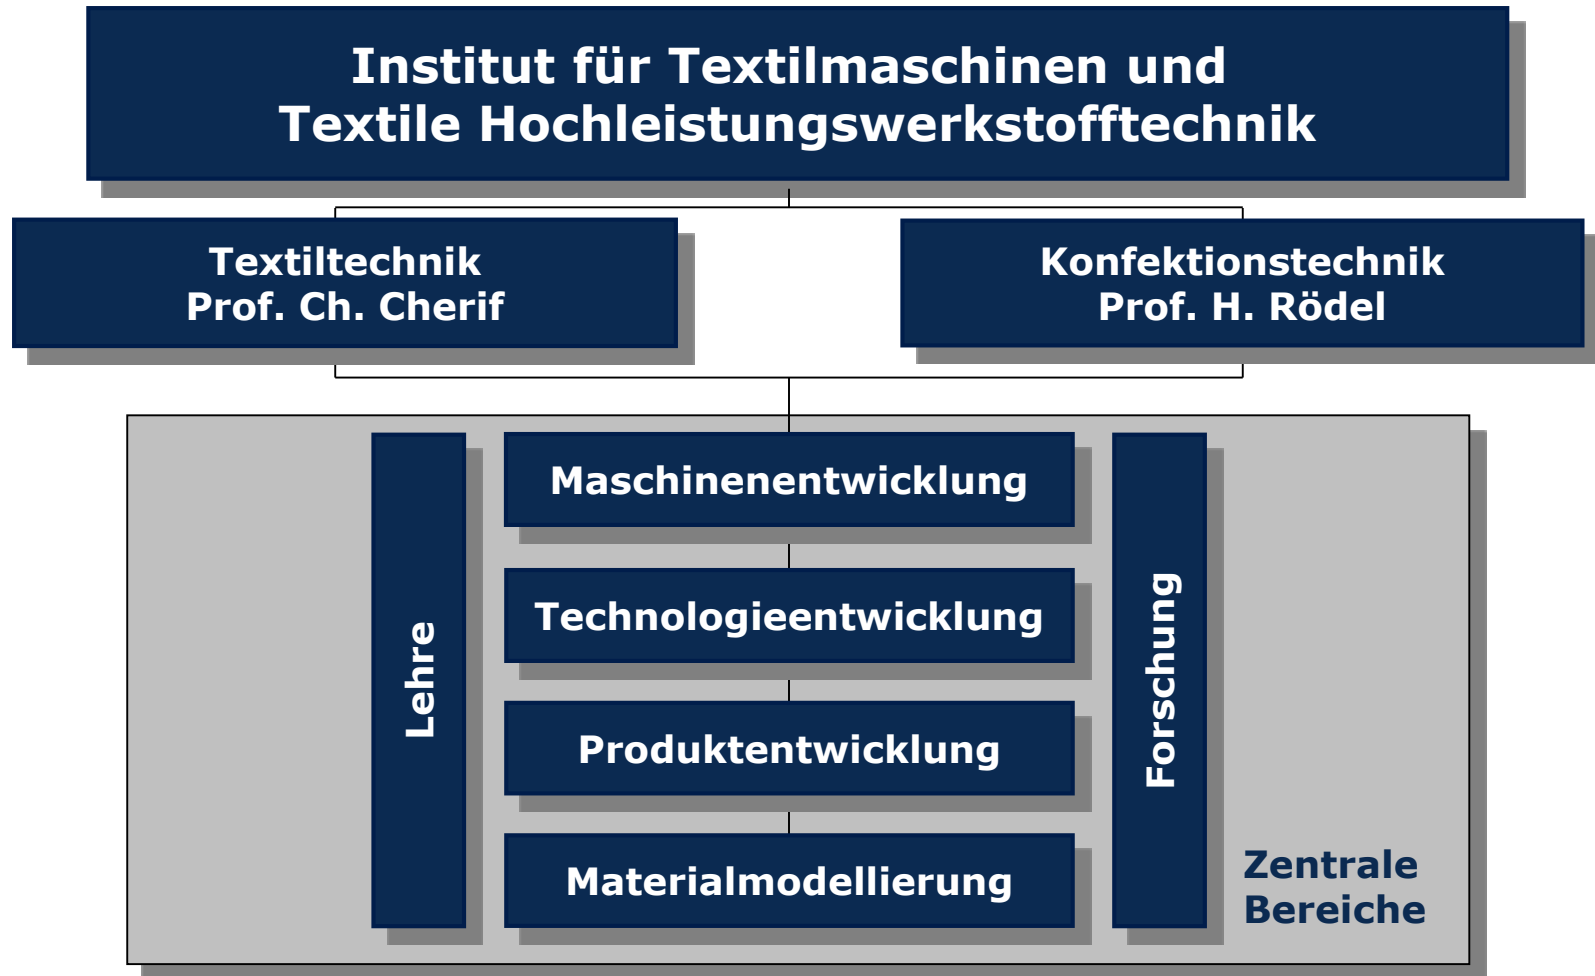 Institut für Textilmaschinen und
Textile Hochleistungswerkstofftechnik
Textiltechnik
Prof. Ch. Cherif
Konfektionstechnik
Prof. H. Rödel
Lehre
Maschinenentwicklung
Technologieentwicklung
Produktentwicklung
Materialmodellierung
Forschung
Zentrale
Bereiche